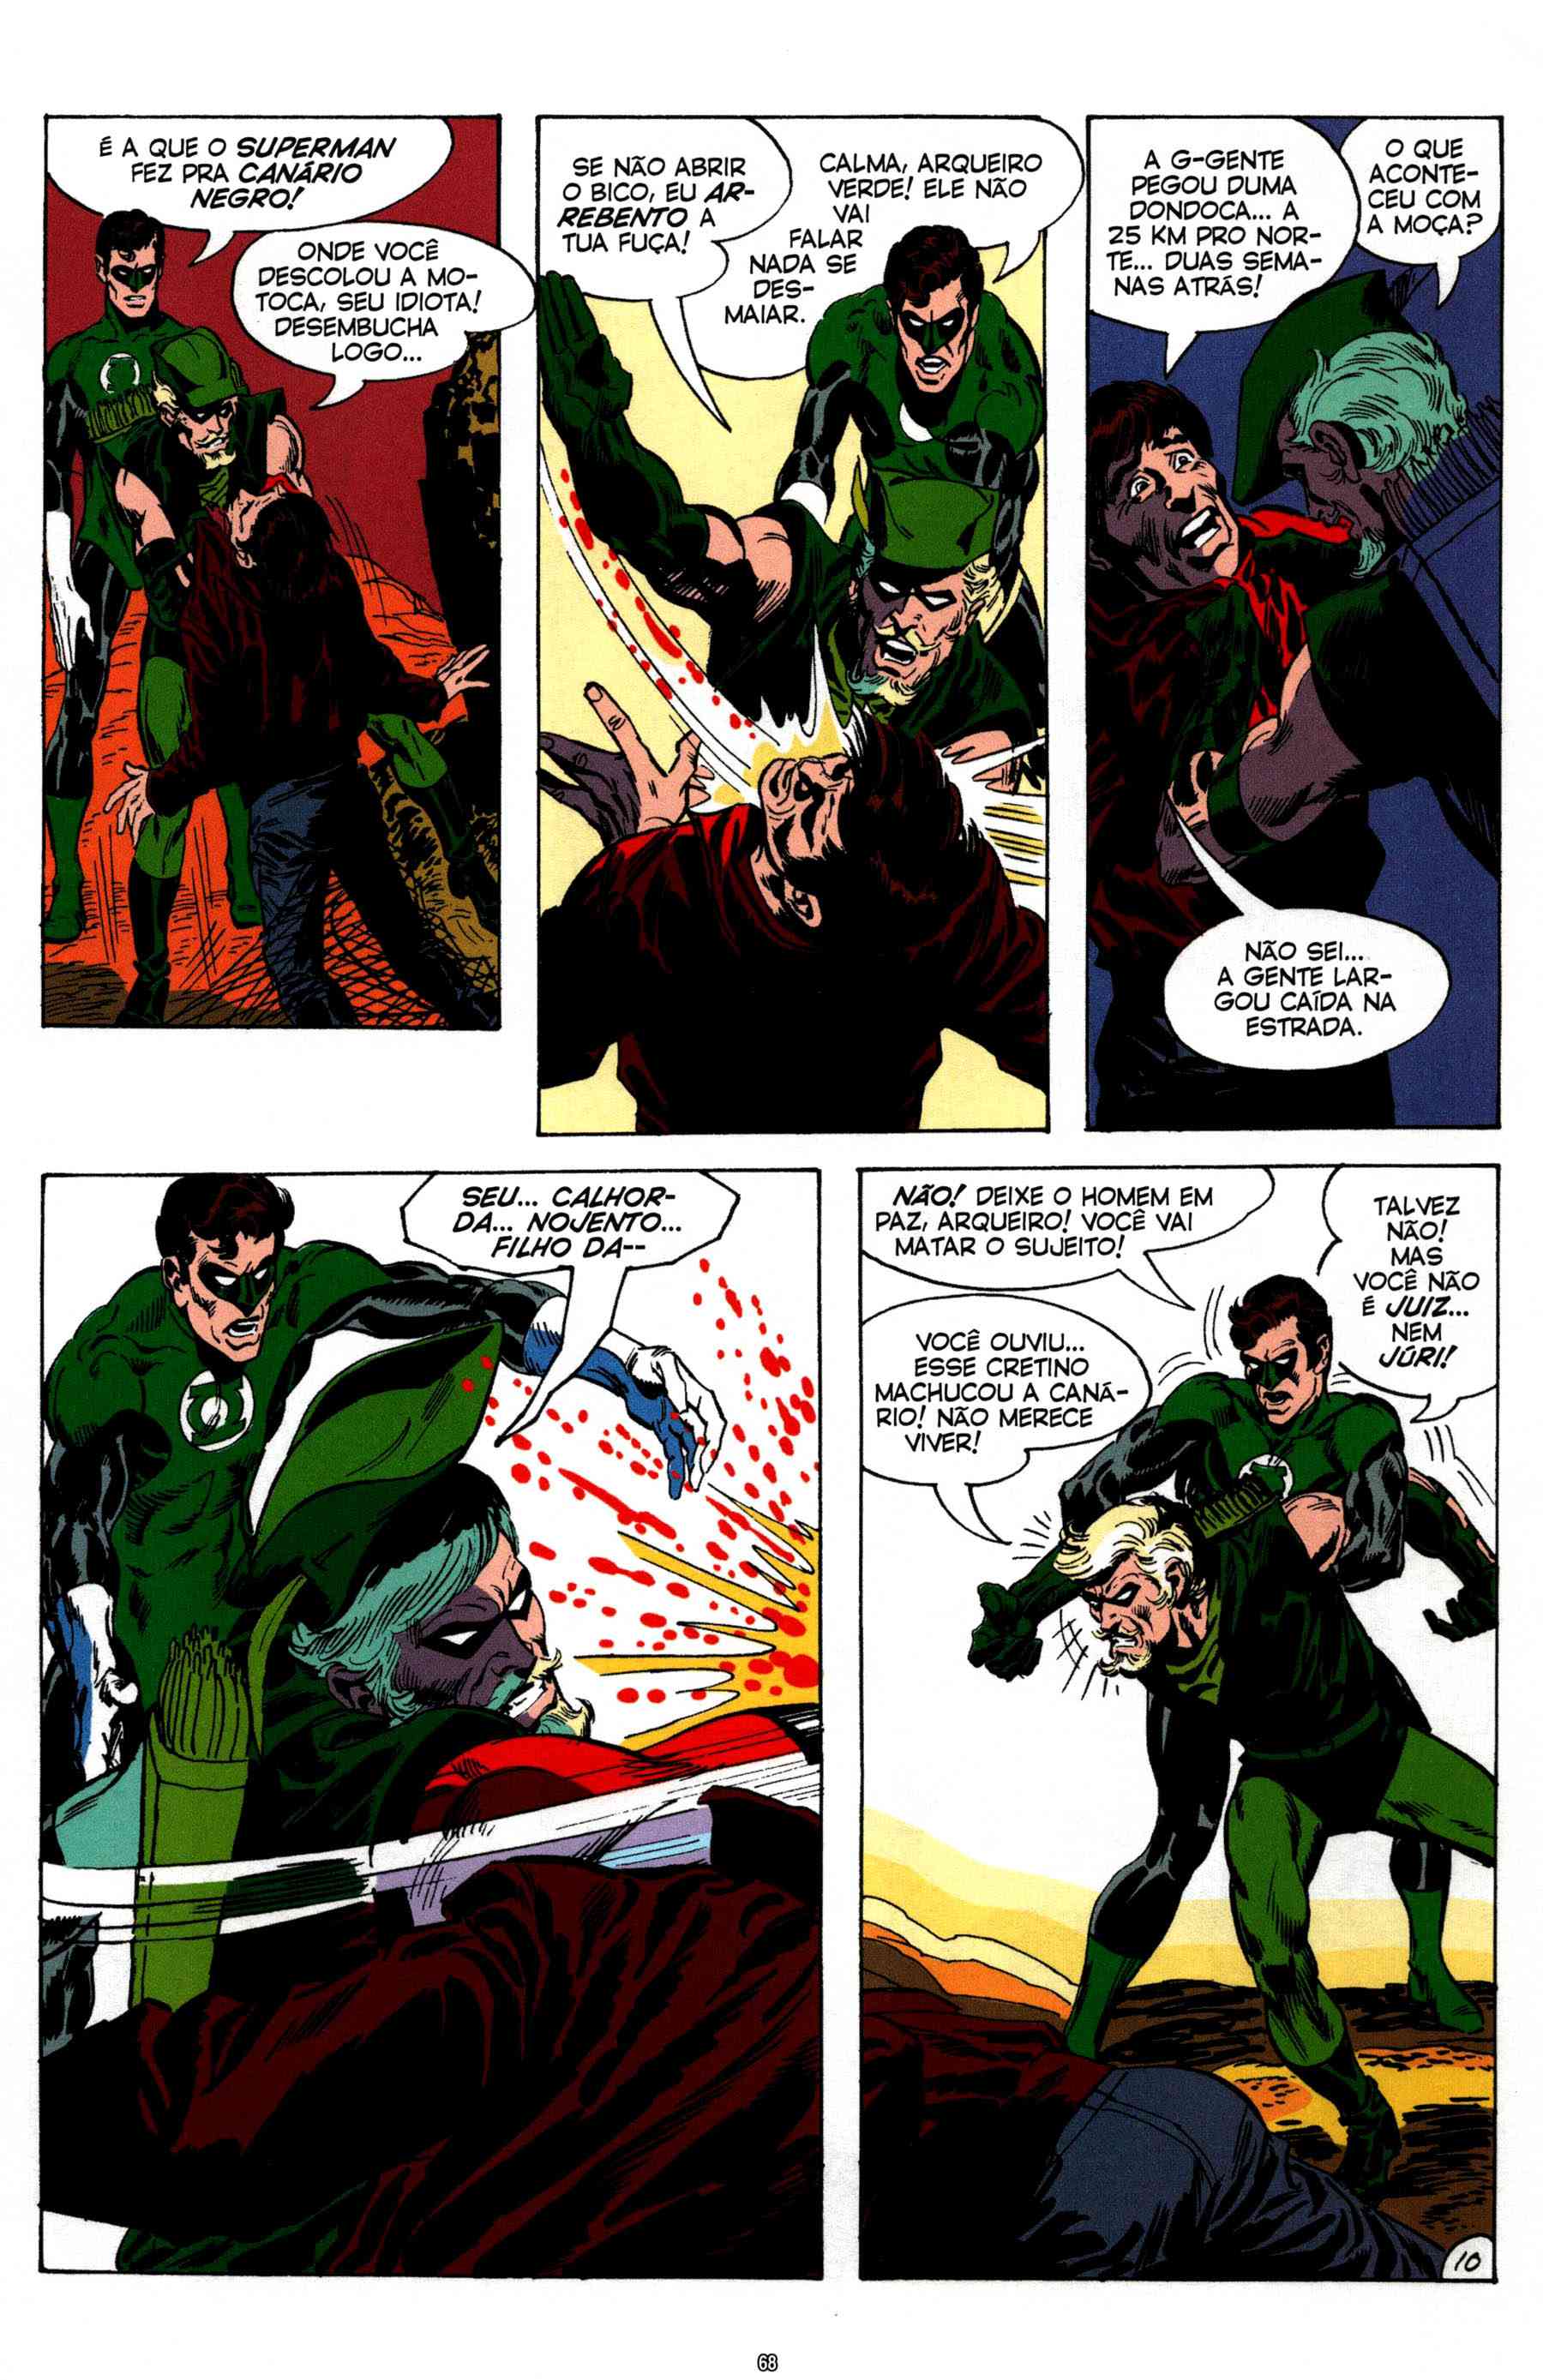 É A QUE O SUPERMAN
FEZ PRA CANÁRIO
NEGRO!
ONDE VOCÊ
DESCOLOU A MO-
TOCA, SEU IDIOTA!
DESEMBUCHA
LOGO...
SE NÃO ABRIR
O BICO, EU AR-
REBENTO A
TUA FUÇA!
CALMA, ARQUEIRO
VERDE! ELE NÃO
VAI
FALAR
NADA SE
DES-
MAIAR.
A G-GENTE
PEGOU DUMA
DONDOCA... A
25 KM PRO NOR-
TE... DUAS SEMA-
NAS ATRÁS!
O QUE
ACONTE-
CEU COM
A MOÇA?
NÃO SEI...
A GENTE LAR-
GOU CAÍDA NA
ESTRADA.
SEU... CALHOR-
DA... NOJENTO...
FILHO DA--
NÃO! DEIXE O HOMEM EM
PAZ, ARQUEIRO! VOCÊ VAI
MATAR O SUJEITO!
VOCÊ OUVIU...
ESSE CRETINO
MACHUCOU A CANÁ-
RIO! NÃO MERECE
VIVER!
TALVEZ
NÃO!
MAS
VOCÊ NÃO
É JUIZ...
NEM
JÚRI!
10
68